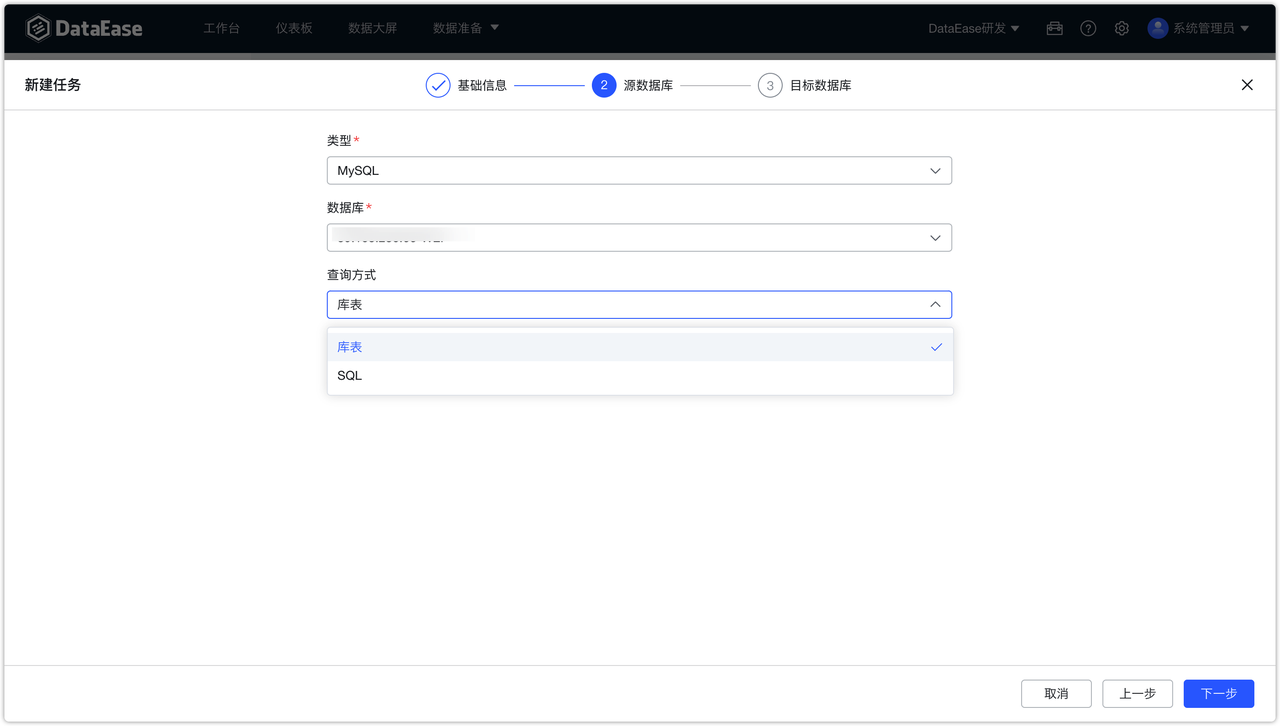 DataEase 工作台 仪表板 数据大屏 数据准备 DataEase研发 系统管理员
新建任务 基础信息 2 源数据库 3 目标数据库
类型*
MySQL
数据库*
查询方式
库表
库表
SQL
取消 上一步 下一步